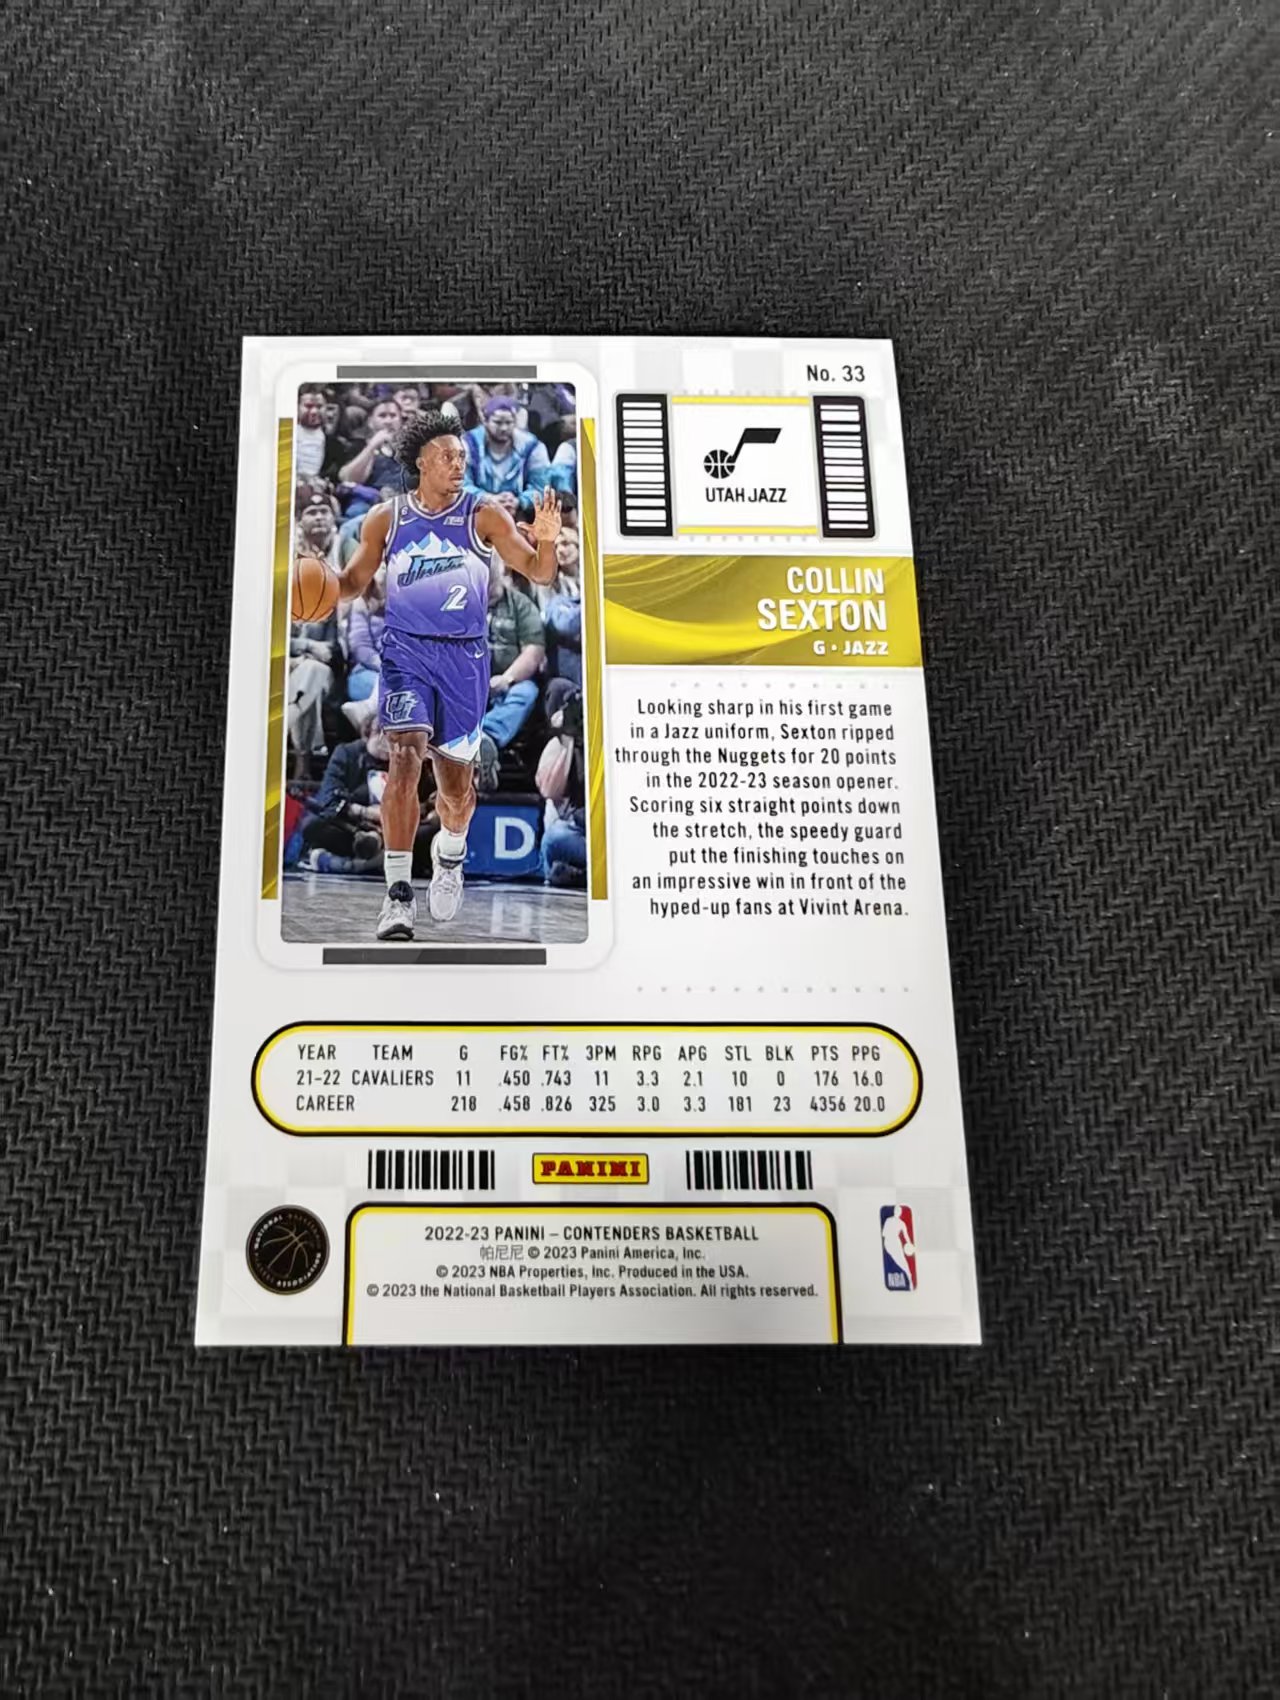 No. 33
UTAH JAZZ
COLLIN
SEXTON
G • JAZZ
Jazz
2
D
Looking sharp in his first game
in a Jazz uniform, Sexton ripped
through the Nuggets for 20 points
in the 2022-23 season opener.
Scoring six straight points down
the stretch, the speedy guard
put the finishing touches on
an impressive win in front of the
hyped-up fans at Vivint Arena.
YEAR TEAM G FG% FT% 3PM RPG APG STL BLK PTS PPG
21-22 CAVALIERS 11 .450 .743 11 3.3 2.1 10 0 176 16.0
CAREER 218 .458 .826 325 3.0 3.3 181 23 4356 20.0
PANINI
2022-23 PANINI – CONTENDERS BASKETBALL
帕尼尼 © 2023 Panini America, Inc.
© 2023 NBA Properties, Inc. Produced in the USA.
© 2023 the National Basketball Players Association. All rights reserved.
NATIONAL BASKETBALL PLAYERS ASSOCIATION
NBA